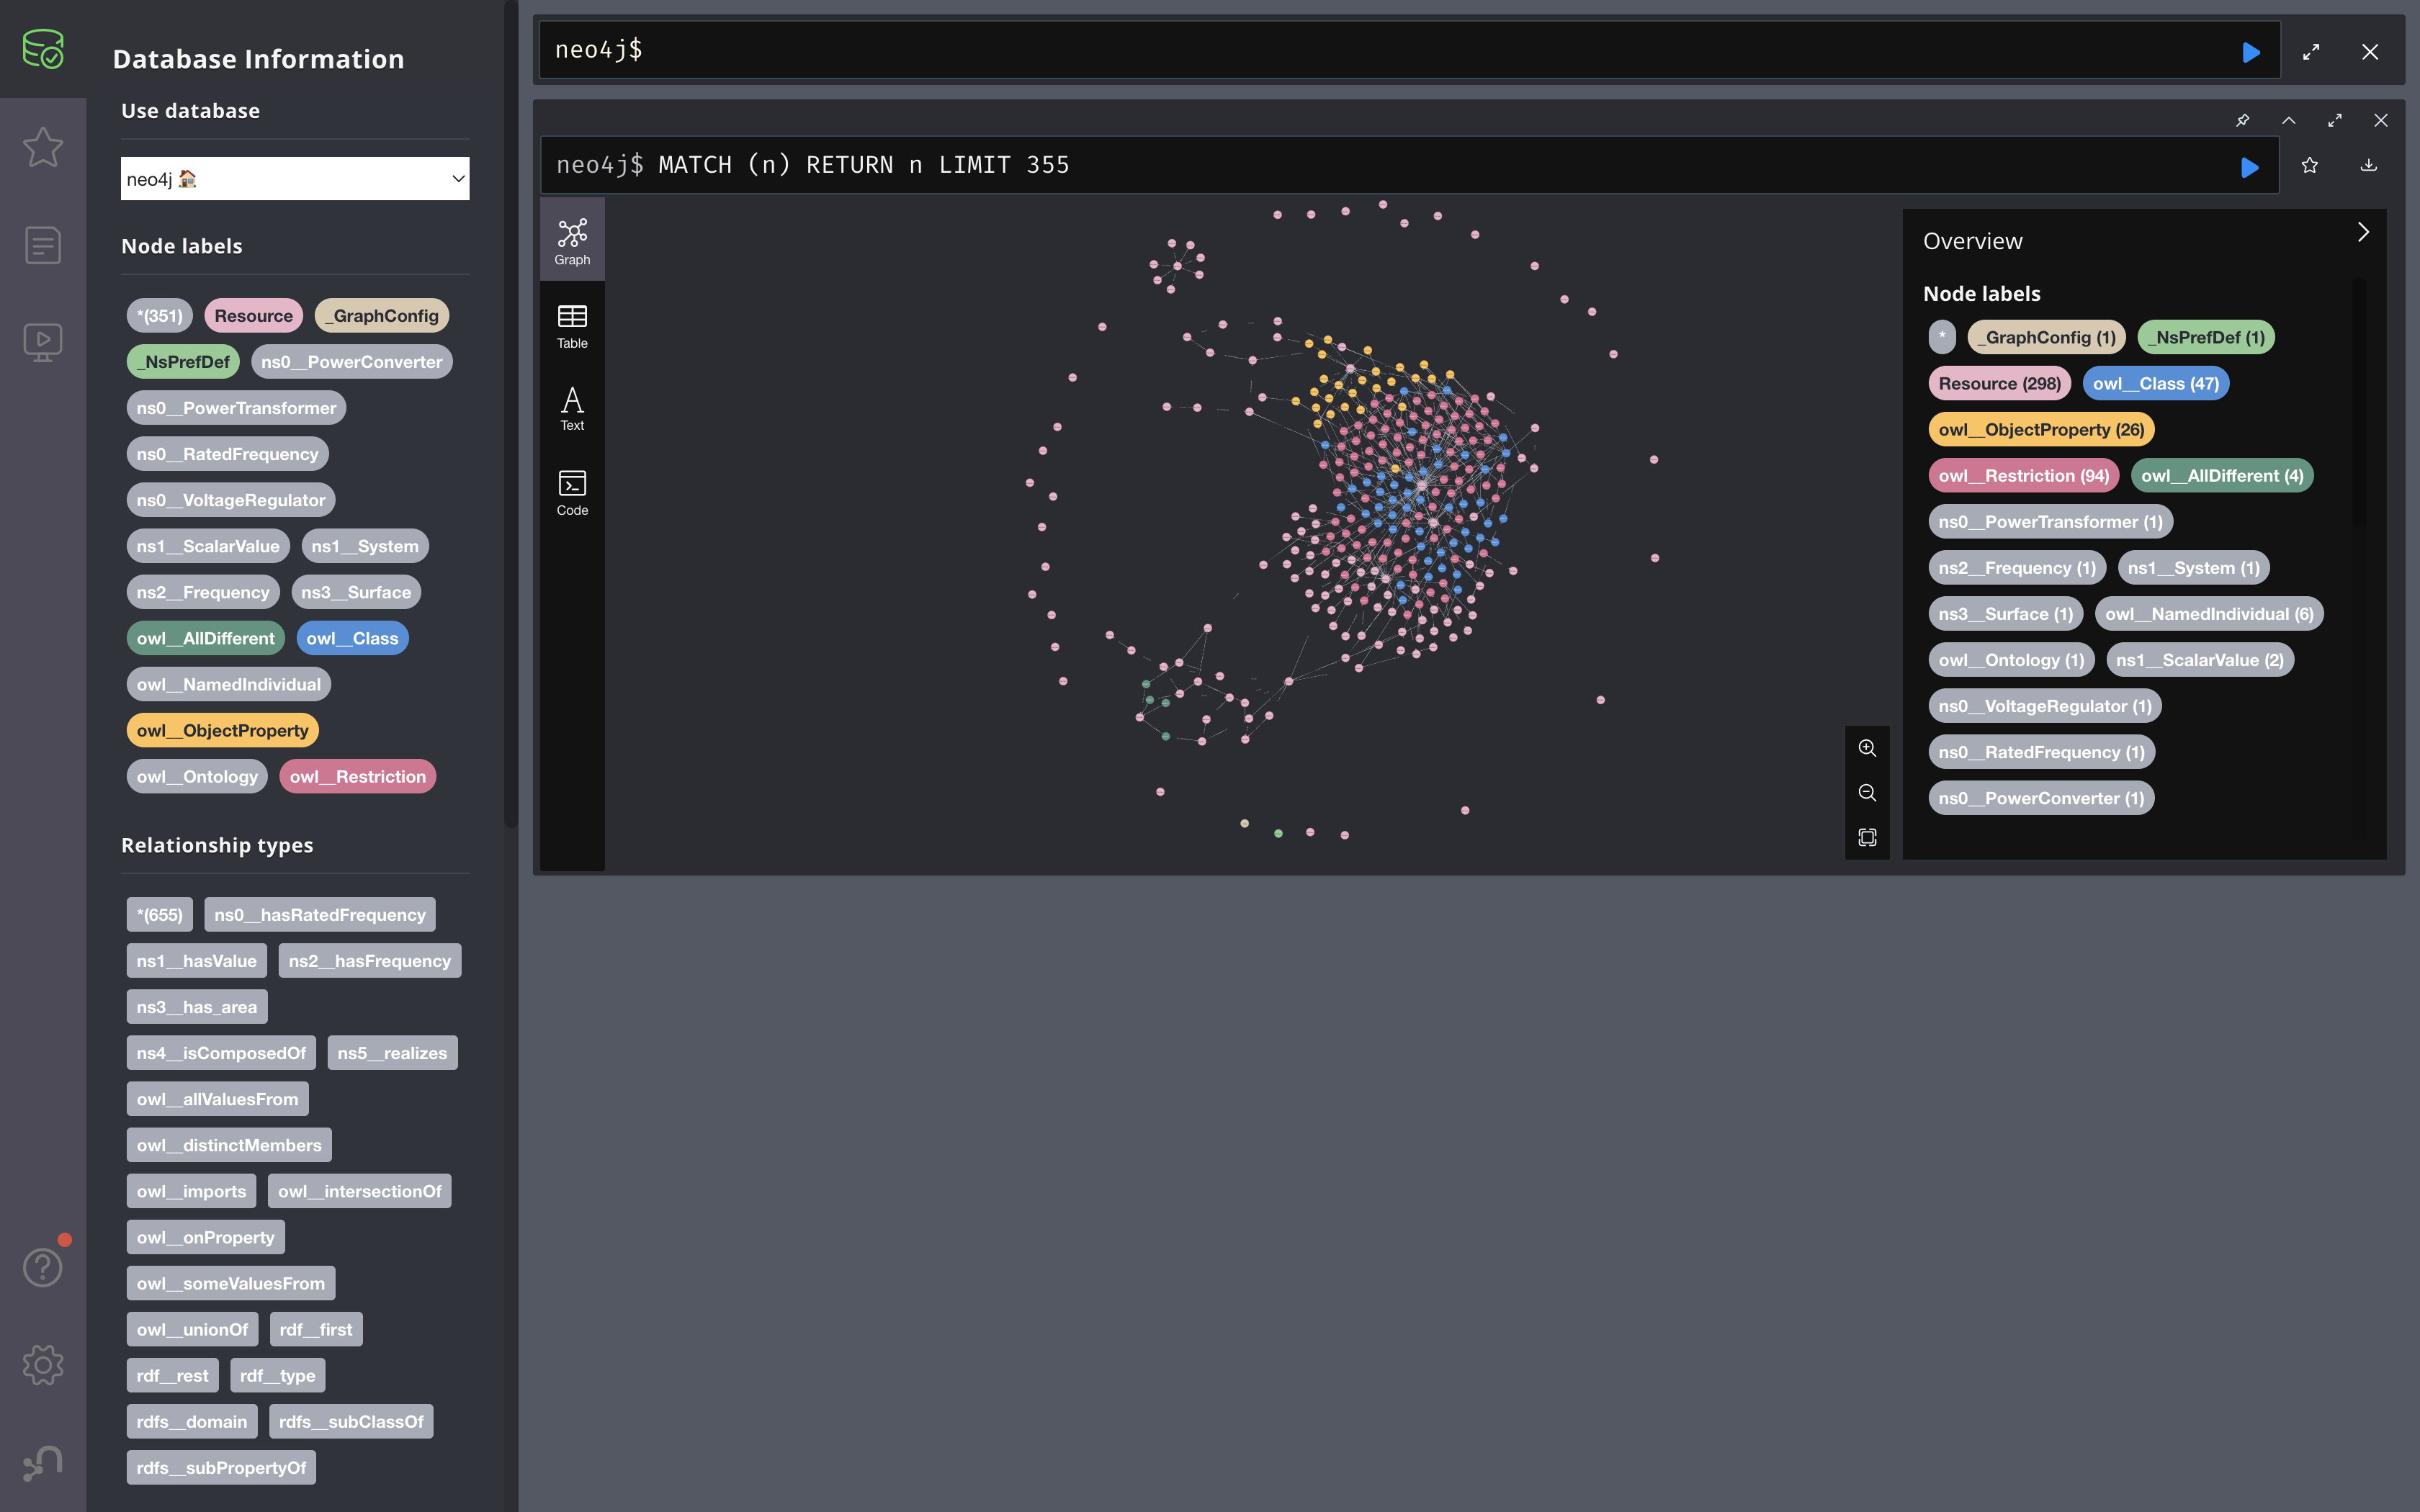 Database Information
Use database
neo4j 🏠
Node labels
*(351) Resource _GraphConfig
_NsPrefDef ns0__PowerConverter
ns0__PowerTransformer
ns0__RatedFrequency
ns0__VoltageRegulator
ns1__ScalarValue ns1__System
ns2__Frequency ns3__Surface
owl__AllDifferent owl__Class
owl__NamedIndividual
owl__ObjectProperty
owl__Ontology owl__Restriction
Relationship types
*(655) ns0__hasRatedFrequency
ns1__hasValue ns2__hasFrequency
ns3__has_area
ns4__isComposedOf ns5__realizes
owl__allValuesFrom
owl__distinctMembers
owl__imports owl__intersectionOf
owl__onProperty
owl__someValuesFrom
owl__unionOf rdf__first
rdf__rest rdf__type
rdfs__domain rdfs__subClassOf
rdfs__subPropertyOf
neo4j$
neo4j$ MATCH (n) RETURN n LIMIT 355
Graph
Table
A
Text
Code
Overview
Node labels
* _GraphConfig (1) _NsPrefDef (1)
Resource (298) owl__Class (47)
owl__ObjectProperty (26)
owl__Restriction (94) owl__AllDifferent (4)
ns0__PowerTransformer (1)
ns2__Frequency (1) ns1__System (1)
ns3__Surface (1) owl__NamedIndividual (6)
owl__Ontology (1) ns1__ScalarValue (2)
ns0__VoltageRegulator (1)
ns0__RatedFrequency (1)
ns0__PowerConverter (1)